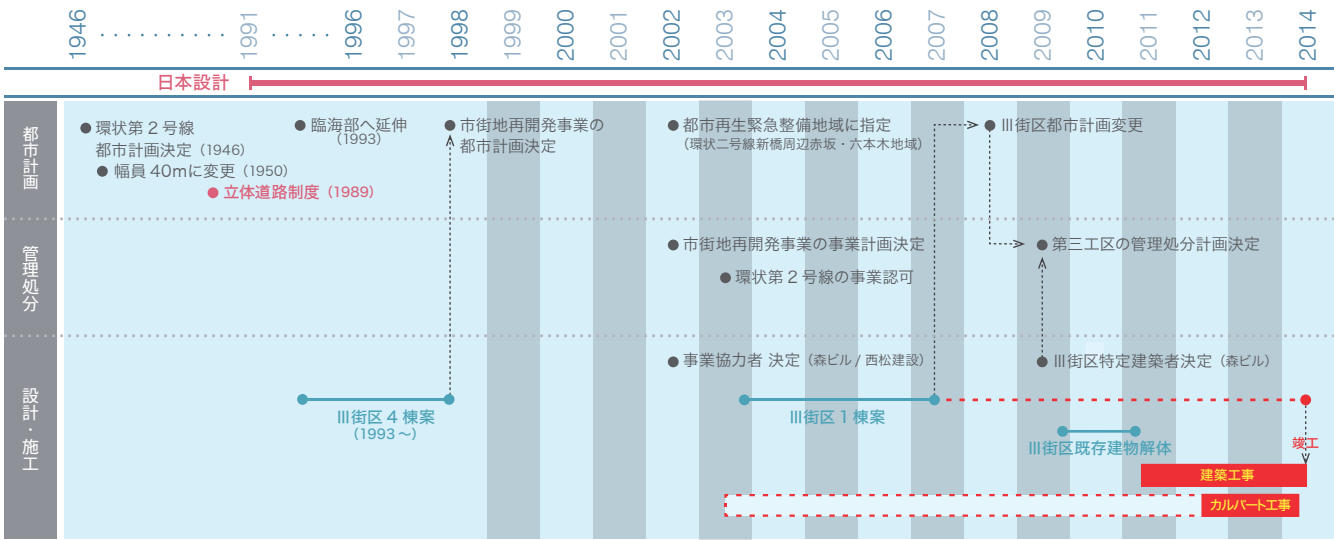 1946
1991
1996
1997
1998
1999
2000
2001
2002
2003
2004
2005
2006
2007
2008
2009
2010
2011
2012
2013
2014
日本設計
都市計画
環状第2号線
都市計画決定（1946）
幅員40mに変更（1950）
立体道路制度（1989）
臨海部へ延伸
（1993）
市街地再開発事業の
都市計画決定
都市再生緊急整備地域に指定
（環状二号線新橋周辺赤坂・六本木地域）
Ⅲ街区都市計画変更
管理処分
市街地再開発事業の事業計画決定
環状第2号線の事業認可
第三工区の管理処分計画決定
設計・施工
事業協力者 決定（森ビル/西松建設）
Ⅲ街区特定建築者決定（森ビル）
Ⅲ街区4棟案
（1993～）
Ⅲ街区1棟案
Ⅲ街区既存建物解体
竣工
建築工事
カルバート工事